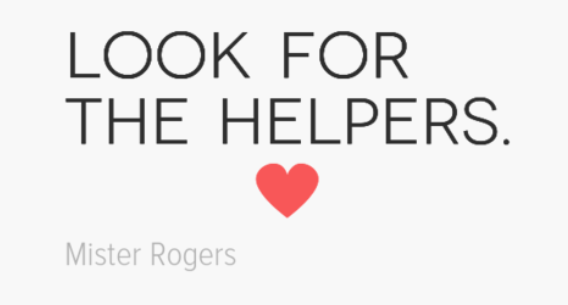 LOOK FOR
THE HELPERS.
Mister Rogers